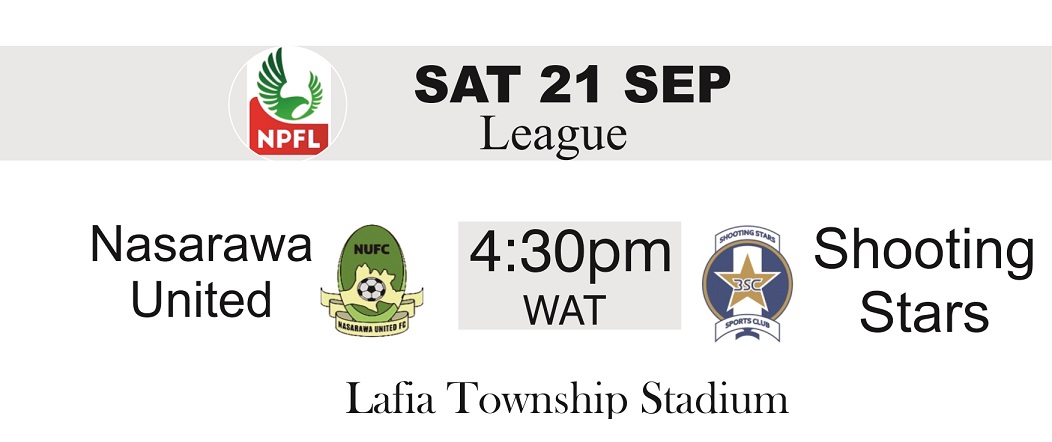 NPFL
SAT 21 SEP
League
Nasarawa
United
NUFC
NASARAWA UNITED FC
4:30pm
WAT
SHOOTING STARS
3SC
SPORTS CLUB
Shooting
Stars
Lafia Township Stadium